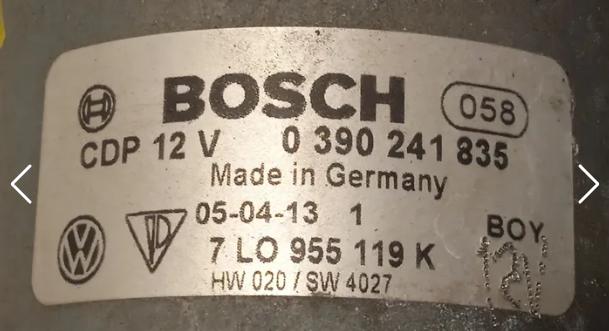 BOSCH 058
CDP 12 V 0 390 241 835
Made in Germany
05-04-13 1
7 L0 955 119 K BOY
HW 020 / SW 4027